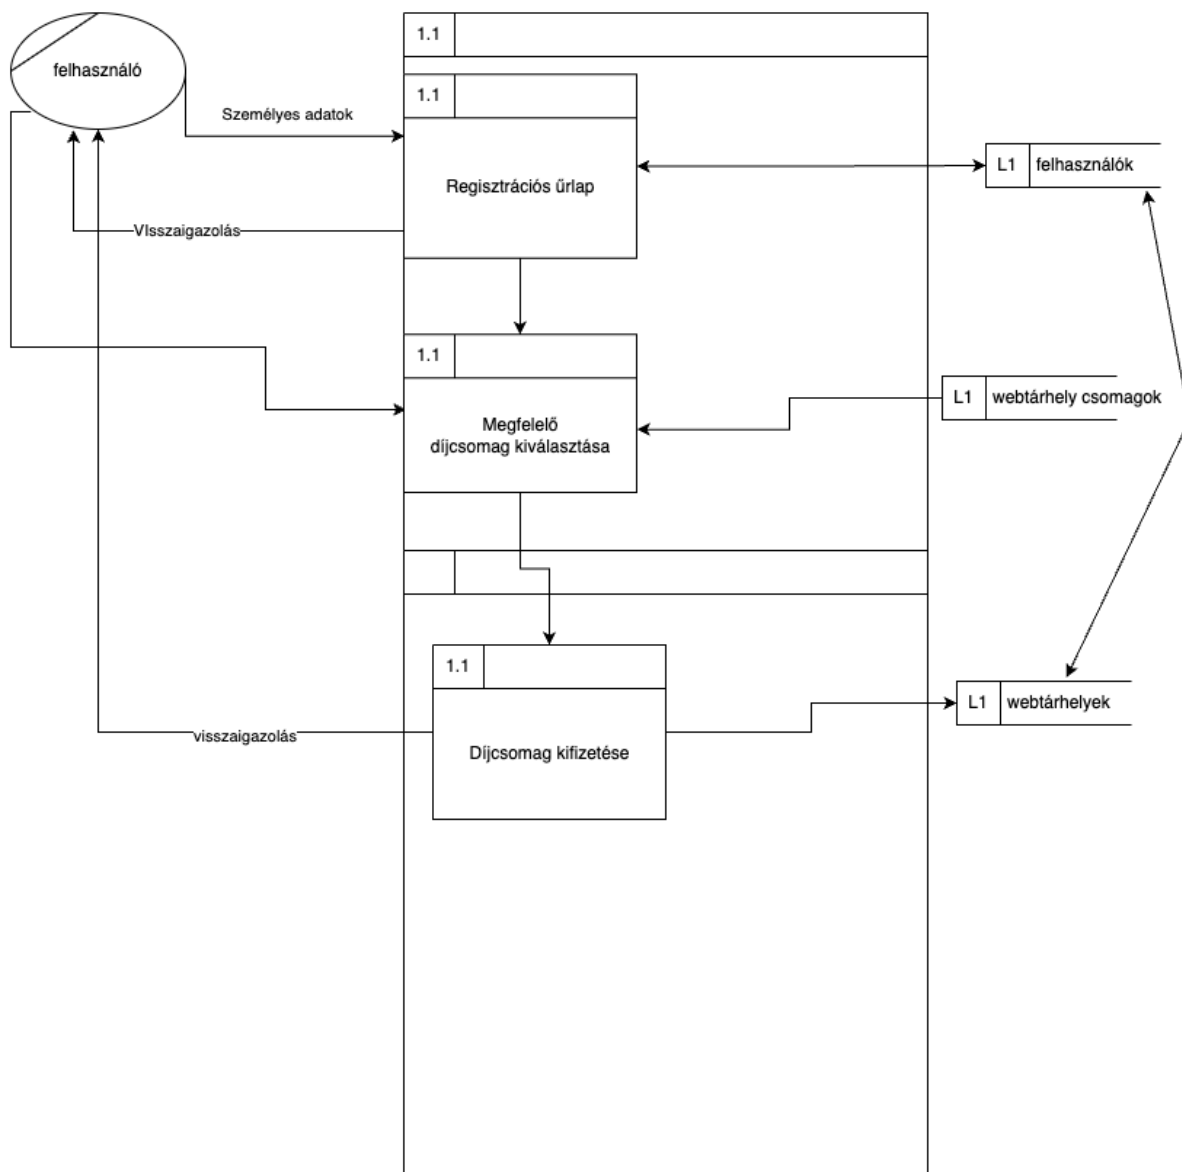 1.1
felhasználó
1.1
Személyes adatok
Regisztrációs űrlap
L1 felhasználók
VIsszaigazolás
1.1
Megfelelő
díjcsomag kiválasztása
L1 webtárhely csomagok
1.1
L1 webtárhelyek
visszaigazolás
Díjcsomag kifizetése